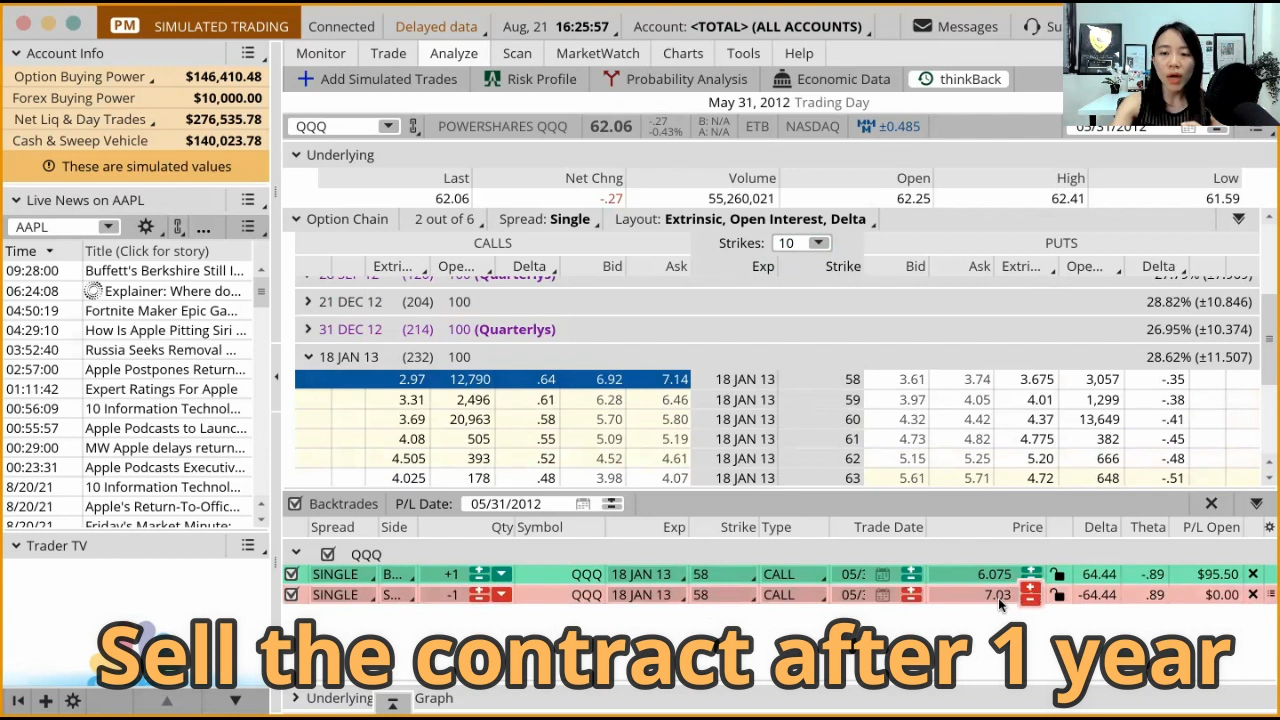 PM SIMULATED TRADING Connected Delayed data Aug, 21 16:25:57 Account: <TOTAL> (ALL ACCOUNTS) Messages Su
Account Info
Option Buying Power $146,410.48
Forex Buying Power $10,000.00
Net Liq & Day Trades $276,535.78
Cash & Sweep Vehicle $140,023.78
These are simulated values
Live News on AAPL
AAPL ...
Time Title (Click for story)
09:28:00 Buffett's Berkshire Still I...
06:24:08 Explainer: Where do...
04:50:19 Fortnite Maker Epic Ga...
04:29:10 How Is Apple Pitting Siri ...
03:52:40 Russia Seeks Removal ...
02:57:00 Apple Postpones Return...
01:11:42 Expert Ratings For Apple
00:56:09 10 Information Technol...
00:55:57 Apple Podcasts to Launc...
00:29:00 MW Apple delays return...
00:23:31 Apple Podcasts Executiv...
8/20/21 10 Information Technol...
8/20/21 Apple's Return-To-Offic...
8/20/21 Friday's Market Minute:
Trader TV
Monitor Trade Analyze Scan MarketWatch Charts Tools Help
Add Simulated Trades Risk Profile Probability Analysis Economic Data thinkBack
May 31, 2012 Trading Day
QQQ POWERSHARES QQQ 62.06 -.27 -0.43% B: N/A A: N/A ETB NASDAQ MM ±0.485 05/31/2012
Underlying
Last Net Chng Volume Open High Low
62.06 -.27 55,260,021 62.25 62.41 61.59
Option Chain 2 out of 6 Spread: Single Layout: Extrinsic, Open Interest, Delta
CALLS Strikes: 10 PUTS
Extri... Ope... Delta Bid Ask Exp Strike Bid Ask Extri... Ope... Delta
21 DEC 12 (204) 100 28.82% (±10.846)
31 DEC 12 (214) 100 (Quarterlys) 26.95% (±10.374)
18 JAN 13 (232) 100 28.62% (±11.507)
2.97 12,790 .64 6.92 7.14 18 JAN 13 58 3.61 3.74 3.675 3,057 -.35
3.31 2,496 .61 6.28 6.46 18 JAN 13 59 3.97 4.05 4.01 1,299 -.38
3.69 20,963 .58 5.70 5.80 18 JAN 13 60 4.32 4.42 4.37 13,649 -.41
4.08 505 .55 5.09 5.19 18 JAN 13 61 4.73 4.82 4.775 382 -.45
4.505 393 .52 4.52 4.61 18 JAN 13 62 5.15 5.25 5.20 666 -.48
4.025 178 .48 3.98 4.07 18 JAN 13 63 5.61 5.71 4.72 648 -.51
Backtrades P/L Date: 05/31/2012
Spread Side Qty Symbol Exp Strike Type Trade Date Price Delta Theta P/L Open
QQQ
SINGLE B... +1 QQQ 18 JAN 13 58 CALL 05/: 6.075 64.44 -.89 $95.50
SINGLE S... -1 QQQ 18 JAN 13 58 CALL 05/: 7.03 -64.44 .89 $0.00
Sell the contract after 1 year
Underlying Graph